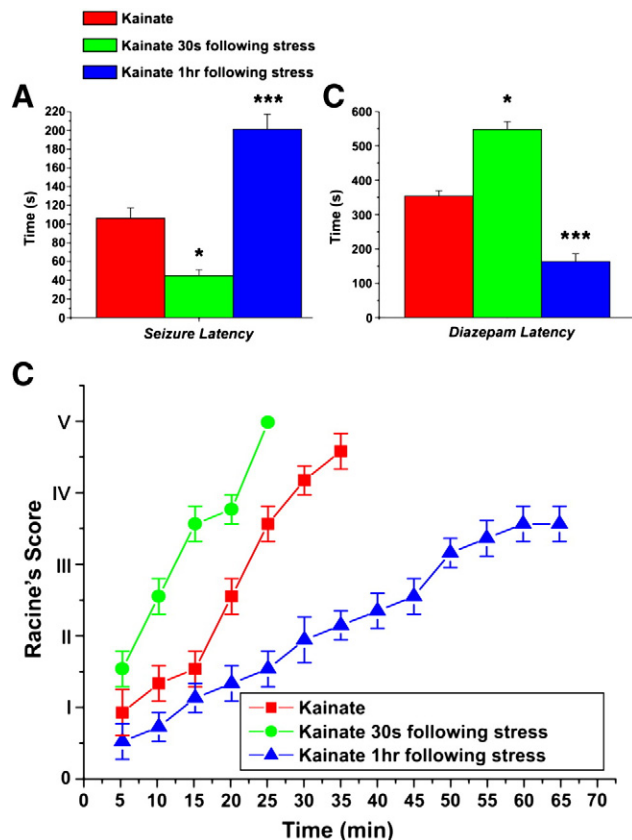 Kainate
Kainate 30s following stress
Kainate 1hr following stress
A
220
200
180
160
140
120
100
80
60
40
20
0
Time (s)
*
***
Seizure Latency
C
600
500
400
300
200
100
0
Time (s)
*
***
Diazepam Latency
C
V
IV
III
II
I
0
Racine's Score
Kainate
Kainate 30s following stress
Kainate 1hr following stress
0 5 10 15 20 25 30 35 40 45 50 55 60 65 70
Time (min)